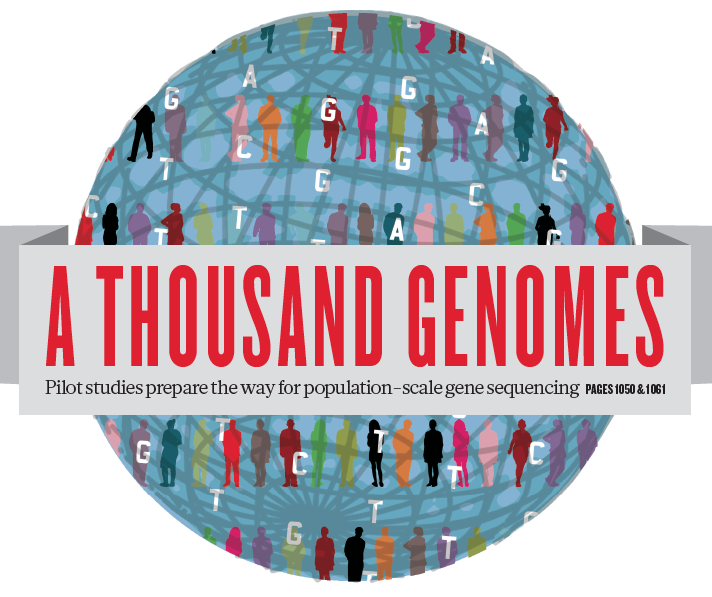 T A
A
G G G A
T C G G
G C
C T T A C
A THOUSAND GENOMES
Pilot studies prepare the way for population-scale gene sequencing PAGES 1050 & 1061
T T
G C T C
T T
G T